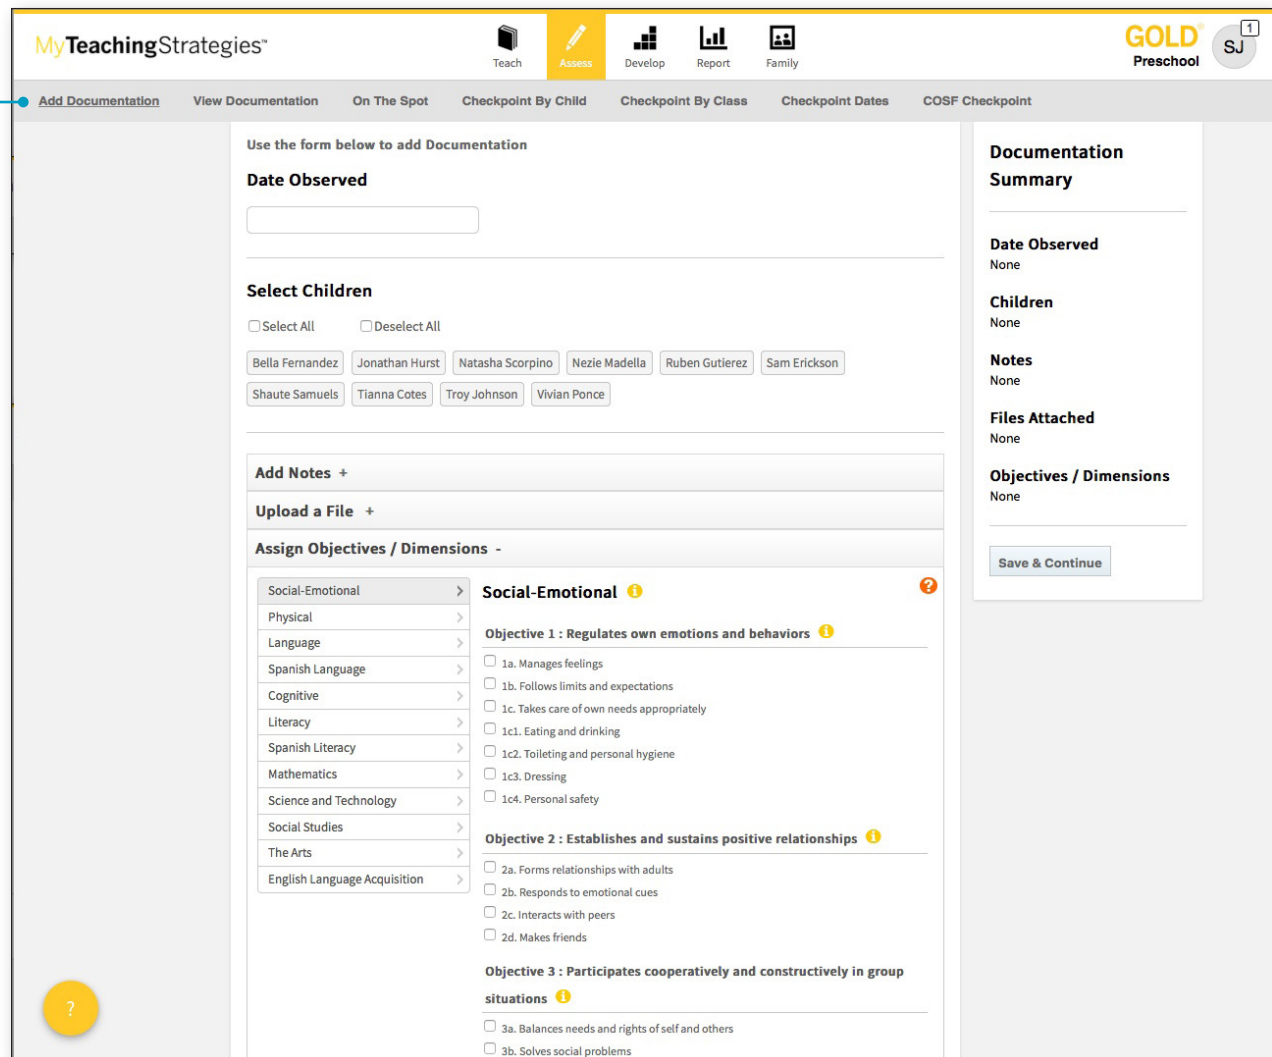 MyTeachingStrategies™
Teach
Assess
Develop
Report
Family
GOLD®
Preschool
SJ
1
Add Documentation
View Documentation
On The Spot
Checkpoint By Child
Checkpoint By Class
Checkpoint Dates
COSF Checkpoint
Use the form below to add Documentation
Date Observed
Select Children
Select All
Deselect All
Bella Fernandez
Jonathan Hurst
Natasha Scorpino
Nezie Madella
Ruben Gutierez
Sam Erickson
Shaute Samuels
Tianna Cotes
Troy Johnson
Vivian Ponce
Add Notes +
Upload a File +
Assign Objectives / Dimensions -
Social-Emotional
Physical
Language
Spanish Language
Cognitive
Literacy
Spanish Literacy
Mathematics
Science and Technology
Social Studies
The Arts
English Language Acquisition
Social-Emotional
Objective 1 : Regulates own emotions and behaviors
1a. Manages feelings
1b. Follows limits and expectations
1c. Takes care of own needs appropriately
1c1. Eating and drinking
1c2. Toileting and personal hygiene
1c3. Dressing
1c4. Personal safety
Objective 2 : Establishes and sustains positive relationships
2a. Forms relationships with adults
2b. Responds to emotional cues
2c. Interacts with peers
2d. Makes friends
Objective 3 : Participates cooperatively and constructively in group
situations
3a. Balances needs and rights of self and others
3b. Solves social problems
Documentation
Summary
Date Observed
None
Children
None
Notes
None
Files Attached
None
Objectives / Dimensions
None
Save & Continue
?